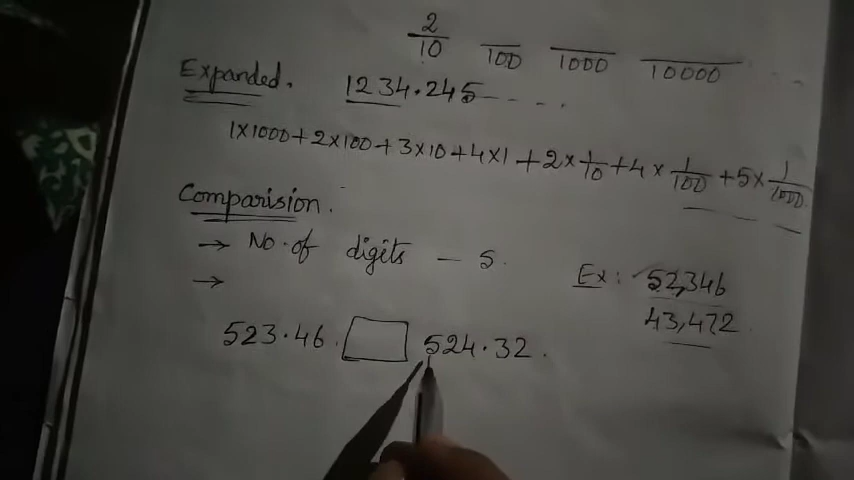 2/10 /100 /1000 /10000 ...
Expanded. 1234.245-----.
1x1000+2x100+3x10+4x1+2x1/10+4x1/100+5x1/1000
Comparision.
→ No. of digits - 5.
→
Ex: 52,346
43,472
523.46. 524.32.